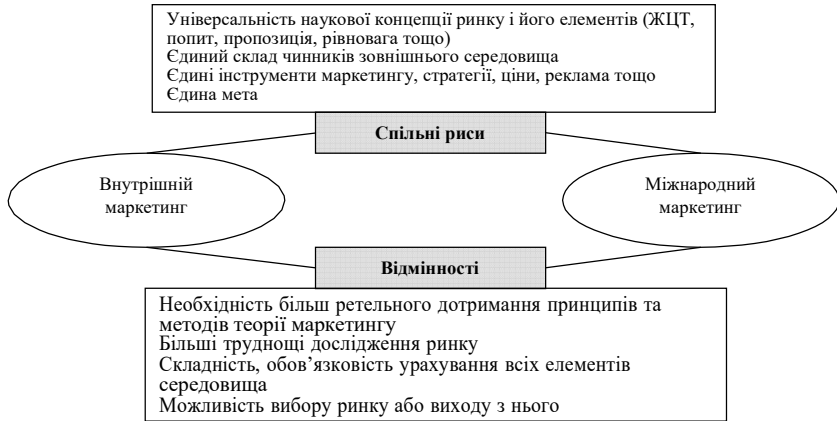 Універсальність наукової концепції ринку і його елементів (ЖЦТ,
попит, пропозиція, рівновага тощо)
Єдиний склад чинників зовнішнього середовища
Єдині інструменти маркетингу, стратегії, ціни, реклама тощо
Єдина мета
Спільні риси
Внутрішній
маркетинг
Міжнародний
маркетинг
Відмінності
Необхідність більш ретельного дотримання принципів та
методів теорії маркетингу
Більші труднощі дослідження ринку
Складність, обов’язковість урахування всіх елементів
середовища
Можливість вибору ринку або виходу з нього